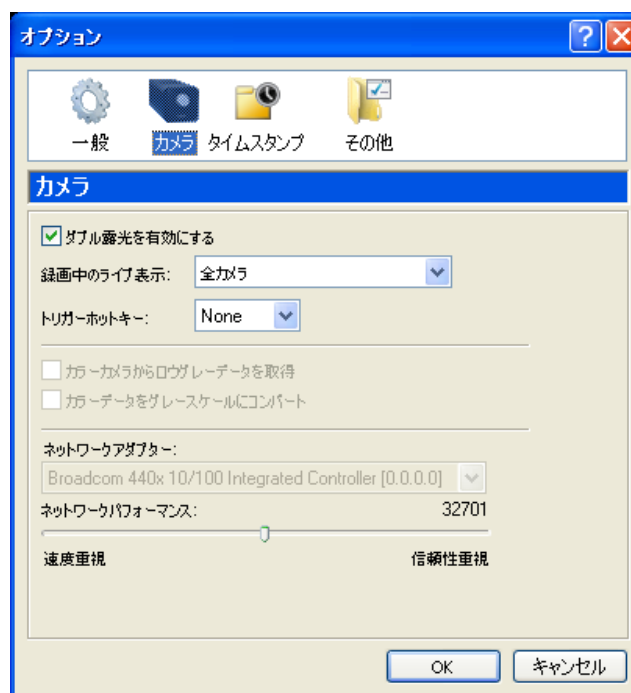 オプション
一般 カメラ タイムスタンプ その他
カメラ
ダブル露光を有効にする
録画中のライブ表示: 全カメラ
トリガーホットキー: None
カラーカメラからロウグレーデータを取得
カラーデータをグレースケールにコンバート
ネットワークアダプター:
Broadcom 440x 10/100 Integrated Controller [0.0.0.0]
ネットワークパフォーマンス: 32701
速度重視 信頼性重視
OK キャンセル